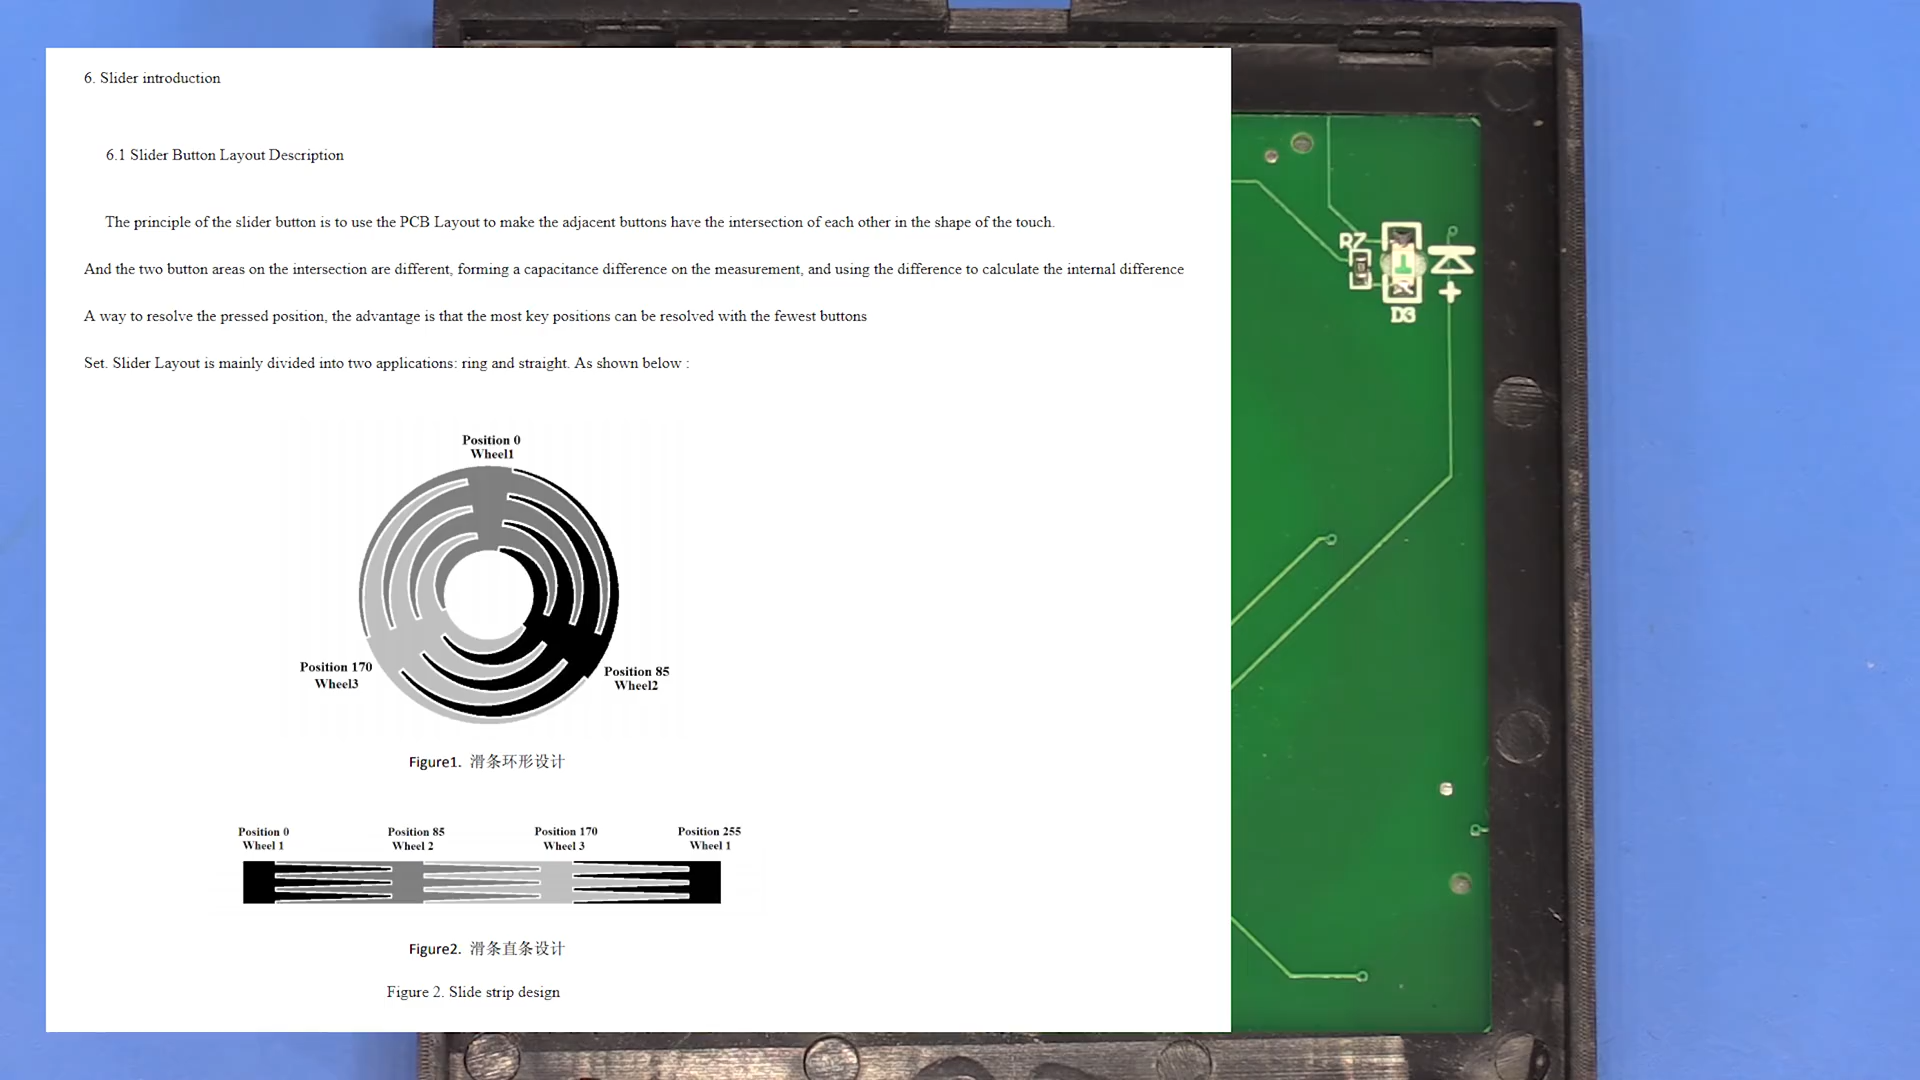 6. Slider introduction
6.1 Slider Button Layout Description
The principle of the slider button is to use the PCB Layout to make the adjacent buttons have the intersection of each other in the shape of the touch.
And the two button areas on the intersection are different, forming a capacitance difference on the measurement, and using the difference to calculate the internal difference
A way to resolve the pressed position, the advantage is that the most key positions can be resolved with the fewest buttons
Set. Slider Layout is mainly divided into two applications: ring and straight. As shown below :
Position 0
Wheel1
Position 170
Wheel3
Position 85
Wheel2
Figure1. 滑条环形设计
Position 0
Wheel 1
Position 85
Wheel 2
Position 170
Wheel 3
Position 255
Wheel 1
Figure2. 滑条直条设计
Figure 2. Slide strip design
R7
+
D3